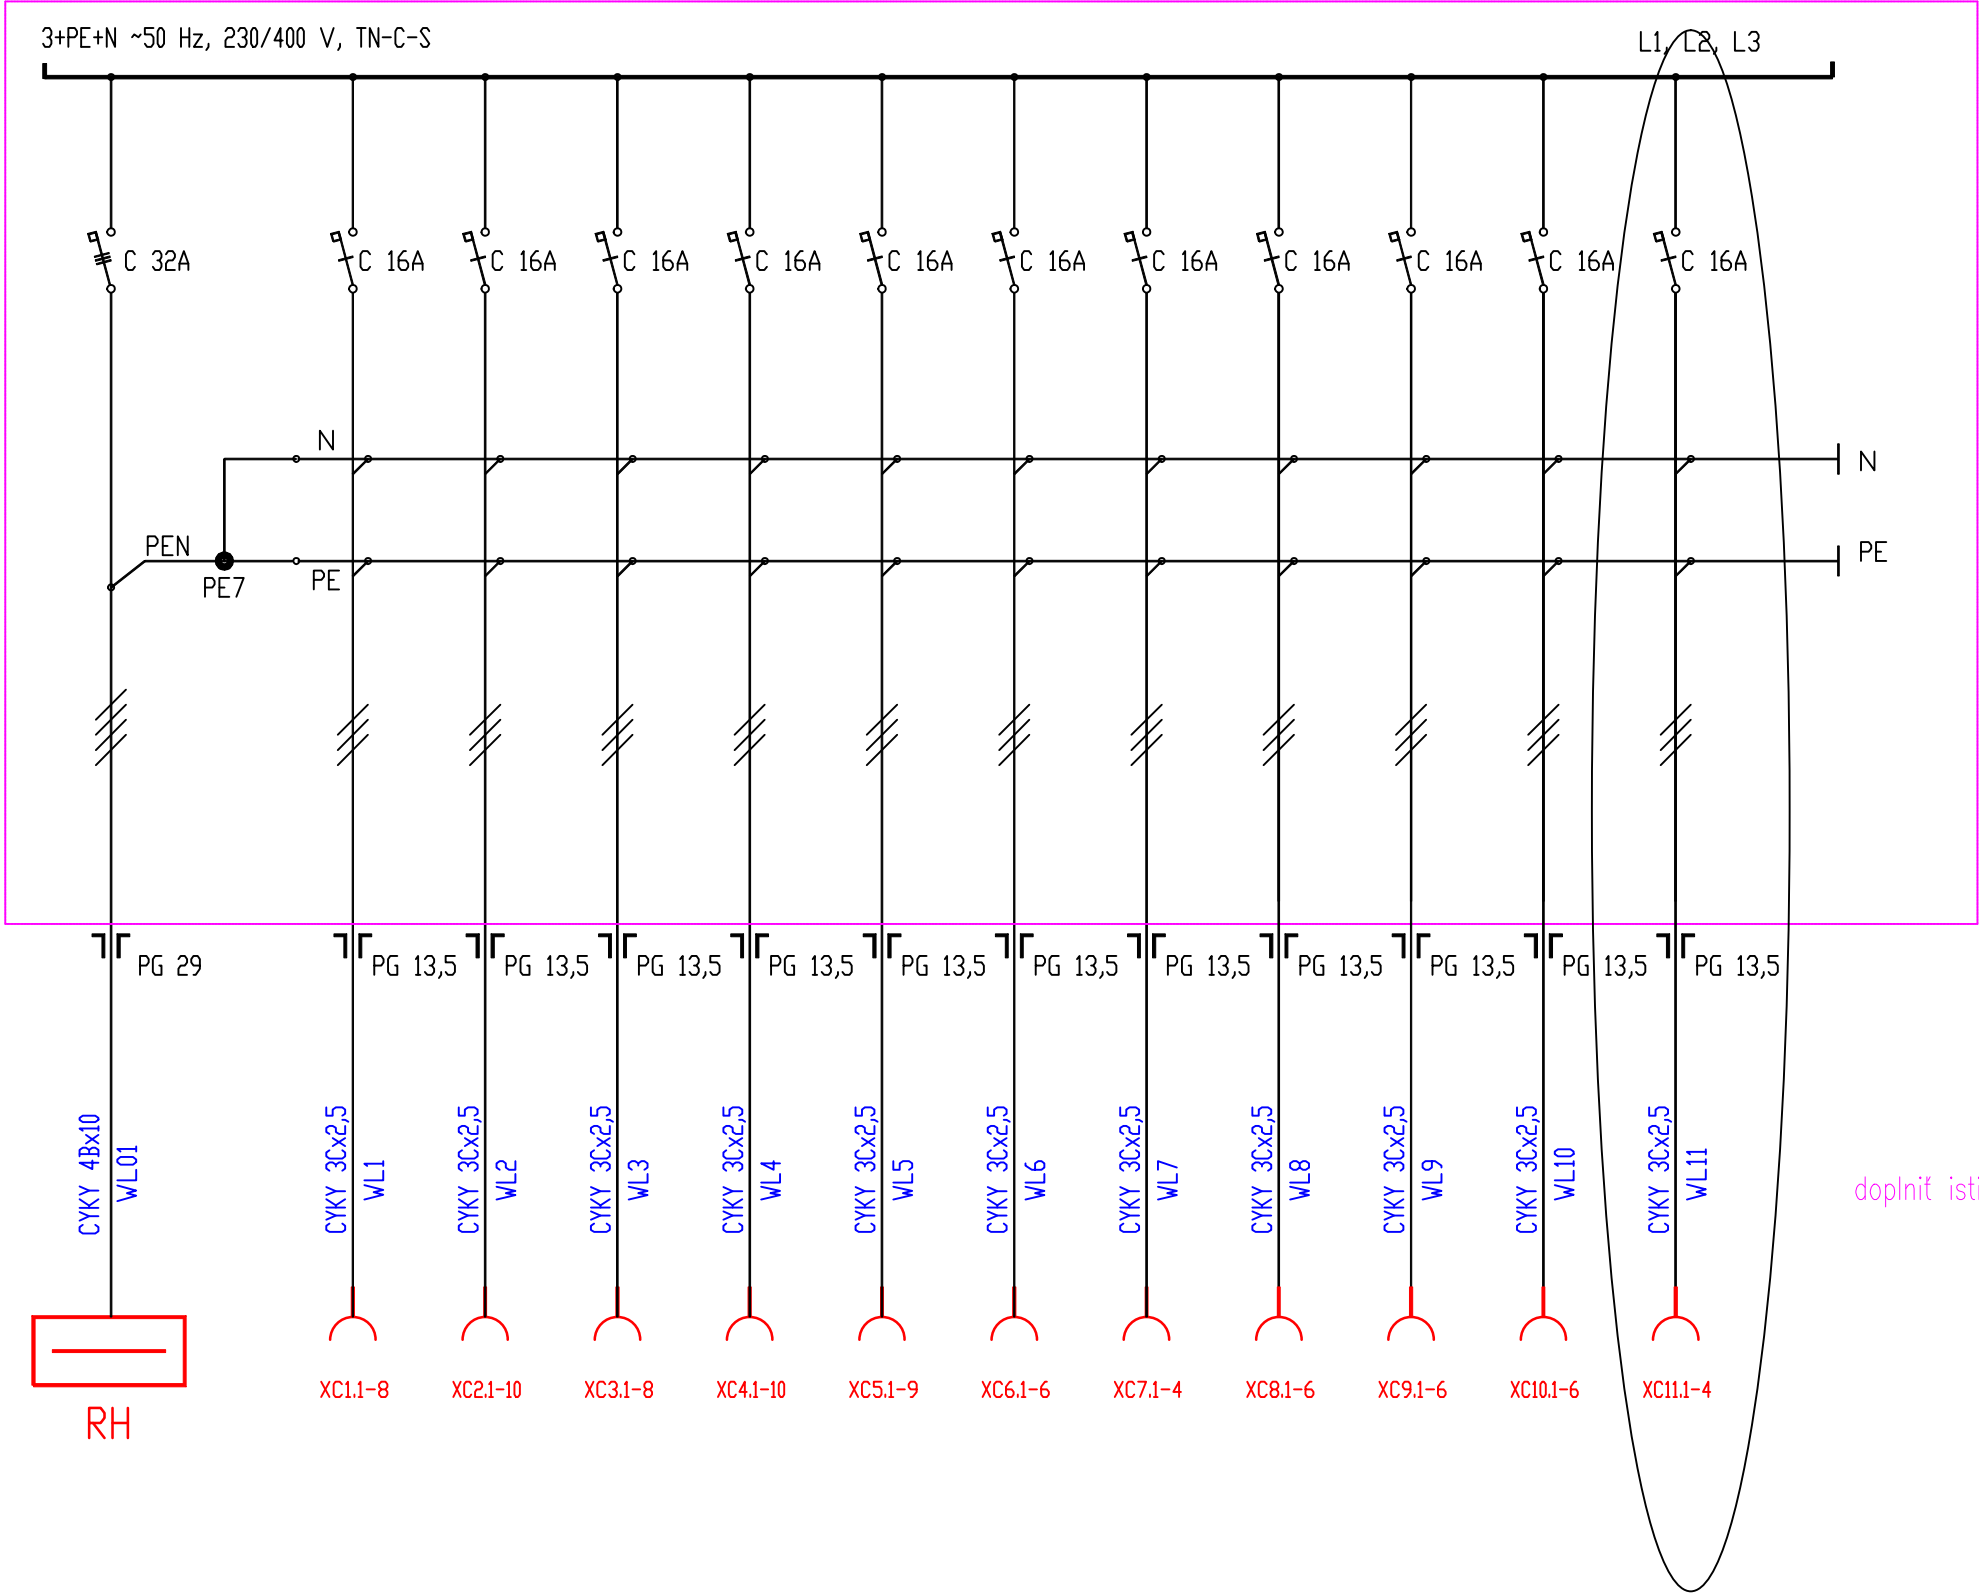 3+PE+N ~50 Hz, 230/400 V, TN-C-S
L1, L2, L3
C 32A
C 16A
C 16A
C 16A
C 16A
C 16A
C 16A
C 16A
C 16A
C 16A
C 16A
C 16A
N
N
PEN
PE7
PE
PE
PG 29
PG 13,5
PG 13,5
PG 13,5
PG 13,5
PG 13,5
PG 13,5
PG 13,5
PG 13,5
PG 13,5
PG 13,5
PG 13,5
CYKY 4Bx10
WL01
CYKY 3Cx2,5
WL1
CYKY 3Cx2,5
WL2
CYKY 3Cx2,5
WL3
CYKY 3Cx2,5
WL4
CYKY 3Cx2,5
WL5
CYKY 3Cx2,5
WL6
CYKY 3Cx2,5
WL7
CYKY 3Cx2,5
WL8
CYKY 3Cx2,5
WL9
CYKY 3Cx2,5
WL10
CYKY 3Cx2,5
WL11
doplniť isti
RH
XC1.1-8
XC2.1-10
XC3.1-8
XC4.1-10
XC5.1-9
XC6.1-6
XC7.1-4
XC8.1-6
XC9.1-6
XC10.1-6
XC11.1-4